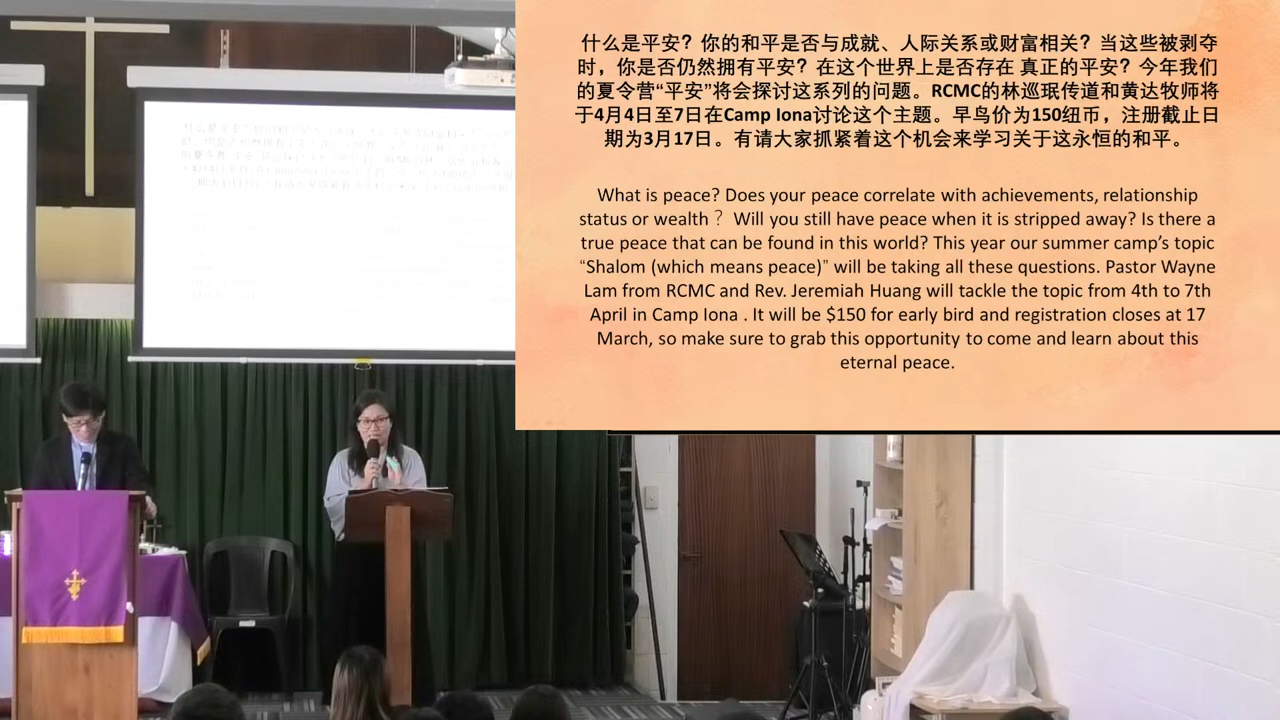 什么是平安？你的和平是否与成就、人际关系或财富相关？当这些被剥夺
时，你是否仍然拥有平安？在这个世界上是否存在 真正的平安？今年我们
的夏令营“平安”将会探讨这系列的问题。RCMC的林巡珉传道和黄达牧师将
于4月4日至7日在Camp Iona讨论这个主题。早鸟价为150纽币，注册截止日
期为3月17日。有请大家抓紧着这个机会来学习关于这永恒的和平。
What is peace? Does your peace correlate with achievements, relationship
status or wealth？ Will you still have peace when it is stripped away? Is there a
true peace that can be found in this world? This year our summer camp’s topic
“Shalom (which means peace)” will be taking all these questions. Pastor Wayne
Lam from RCMC and Rev. Jeremiah Huang will tackle the topic from 4th to 7th
April in Camp Iona . It will be $150 for early bird and registration closes at 17
March, so make sure to grab this opportunity to come and learn about this
eternal peace.